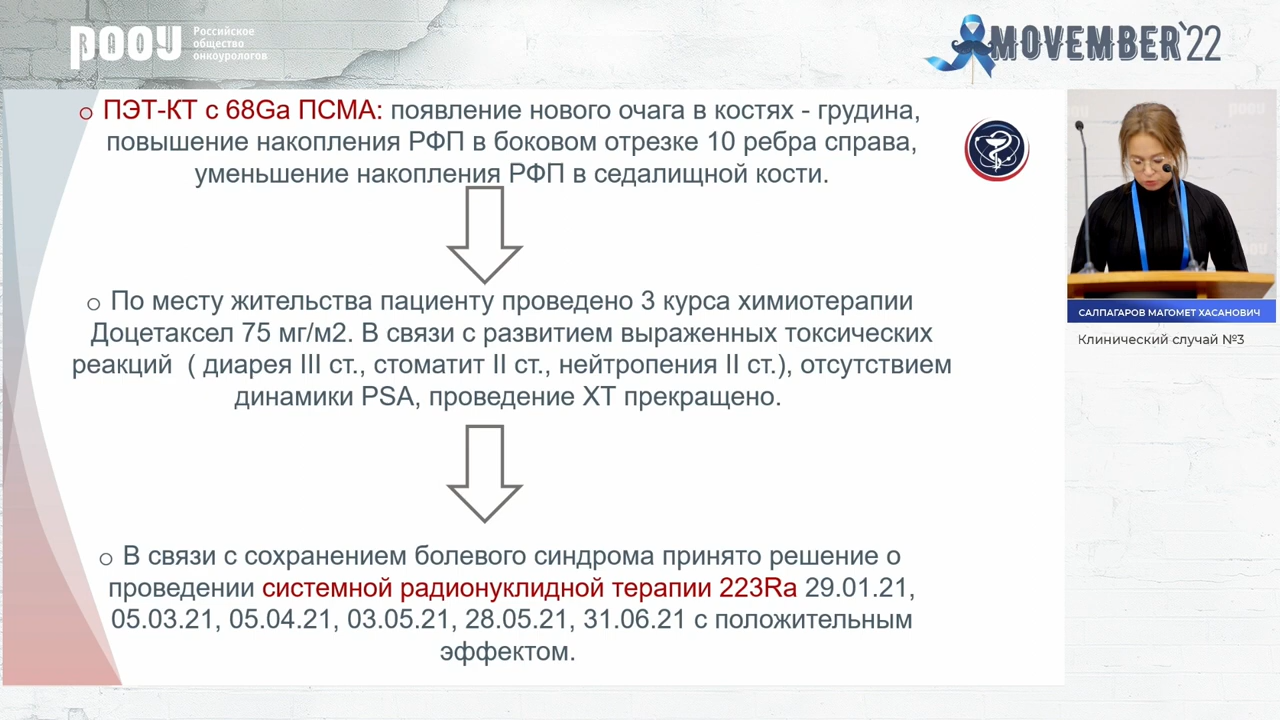 РООУ
Российское
общество
онкоурологов
MOVEMBER'22
○ ПЭТ-КТ с 68Ga ПСМА: появление нового очага в костях - грудина,
повышение накопления РФП в боковом отрезке 10 ребра справа,
уменьшение накопления РФП в седалищной кости.
○ По месту жительства пациенту проведено 3 курса химиотерапии
Доцетаксел 75 мг/м2. В связи с развитием выраженных токсических
реакций ( диарея III ст., стоматит II ст., нейтропения II ст.), отсутствием
динамики PSA, проведение ХТ прекращено.
○ В связи с сохранением болевого синдрома принято решение о
проведении системной радионуклидной терапии 223Ra 29.01.21,
05.03.21, 05.04.21, 03.05.21, 28.05.21, 31.06.21 с положительным
эффектом.
САЛПАГАРОВ МАГОМЕТ ХАСАНОВИЧ
Клинический случай №3